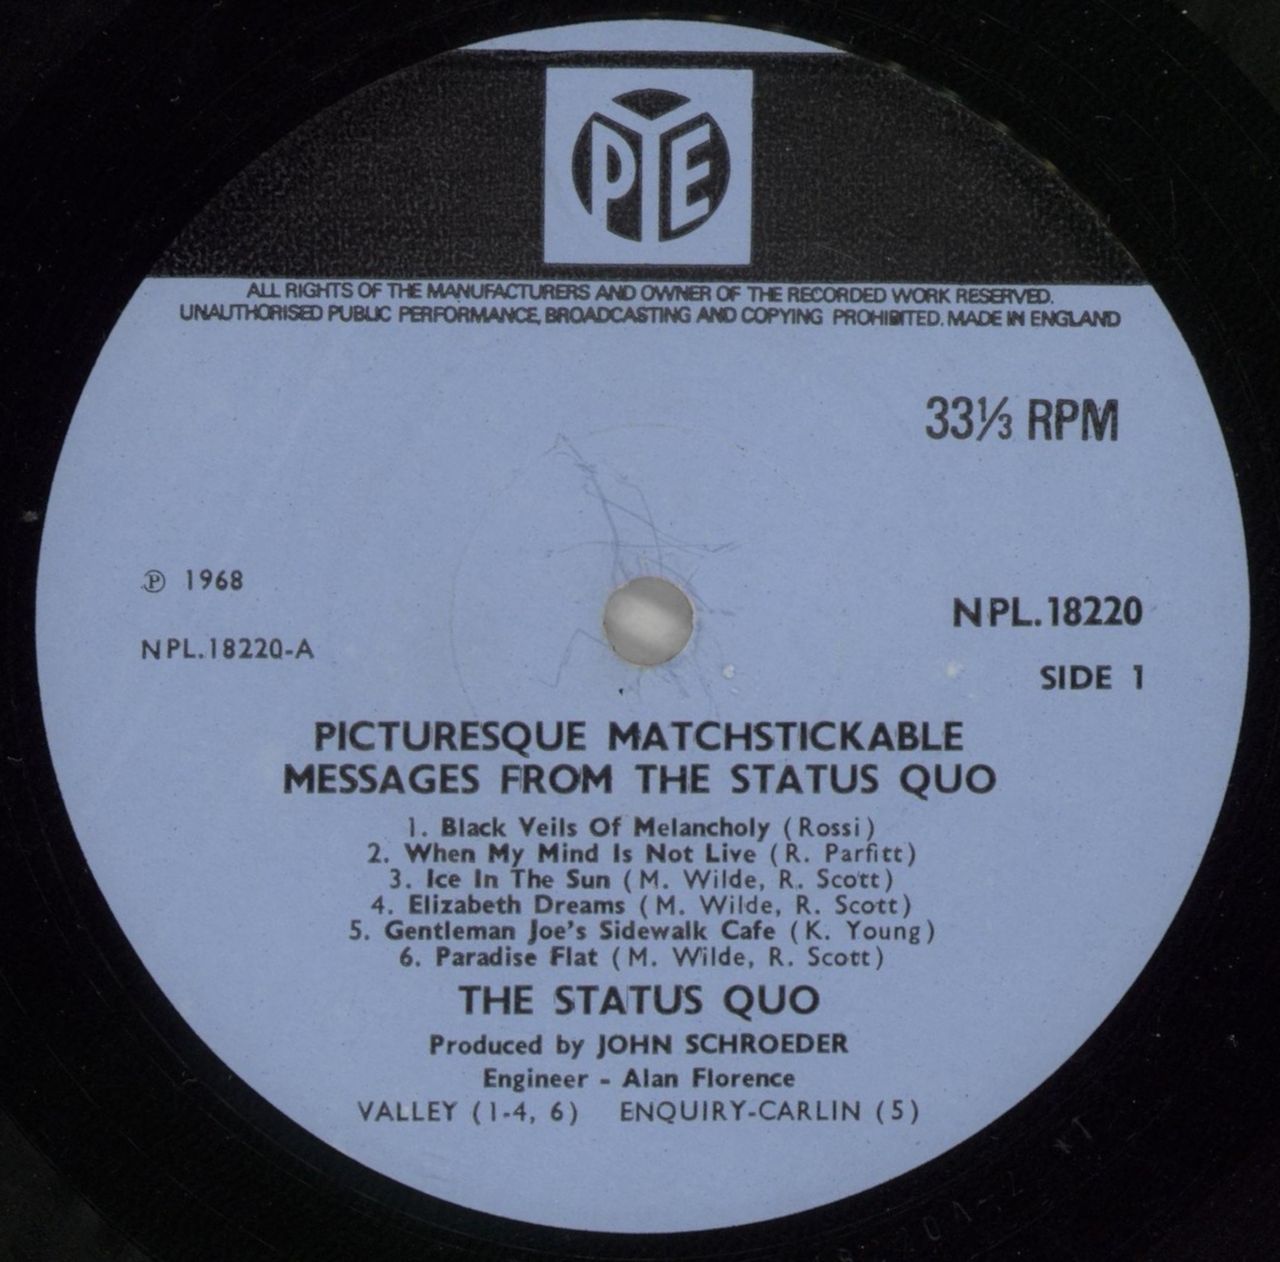 PYE
ALL RIGHTS OF THE MANUFACTURERS AND OWNER OF THE RECORDED WORK RESERVED.
UNAUTHORISED PUBLIC PERFORMANCE, BROADCASTING AND COPYING PROHIBITED. MADE IN ENGLAND
33⅓ RPM
℗ 1968
NPL.18220
NPL.18220-A
SIDE 1
PICTURESQUE MATCHSTICKABLE
MESSAGES FROM THE STATUS QUO
1. Black Veils Of Melancholy (Rossi)
2. When My Mind Is Not Live (R. Parfitt)
3. Ice In The Sun (M. Wilde, R. Scott)
4. Elizabeth Dreams (M. Wilde, R. Scott)
5. Gentleman Joe's Sidewalk Cafe (K. Young)
6. Paradise Flat (M. Wilde, R. Scott)
THE STATUS QUO
Produced by JOHN SCHROEDER
Engineer - Alan Florence
VALLEY (1-4, 6) ENQUIRY-CARLIN (5)